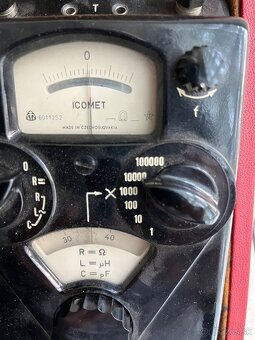 T
0
ICOMET
6011252
Ω
MADE IN CZECHOSLOVAKIA
f
0
R=
R~
L
C
100000
10000
1000
100
10
1
×
30 40
R = Ω
L = μH
C = pF